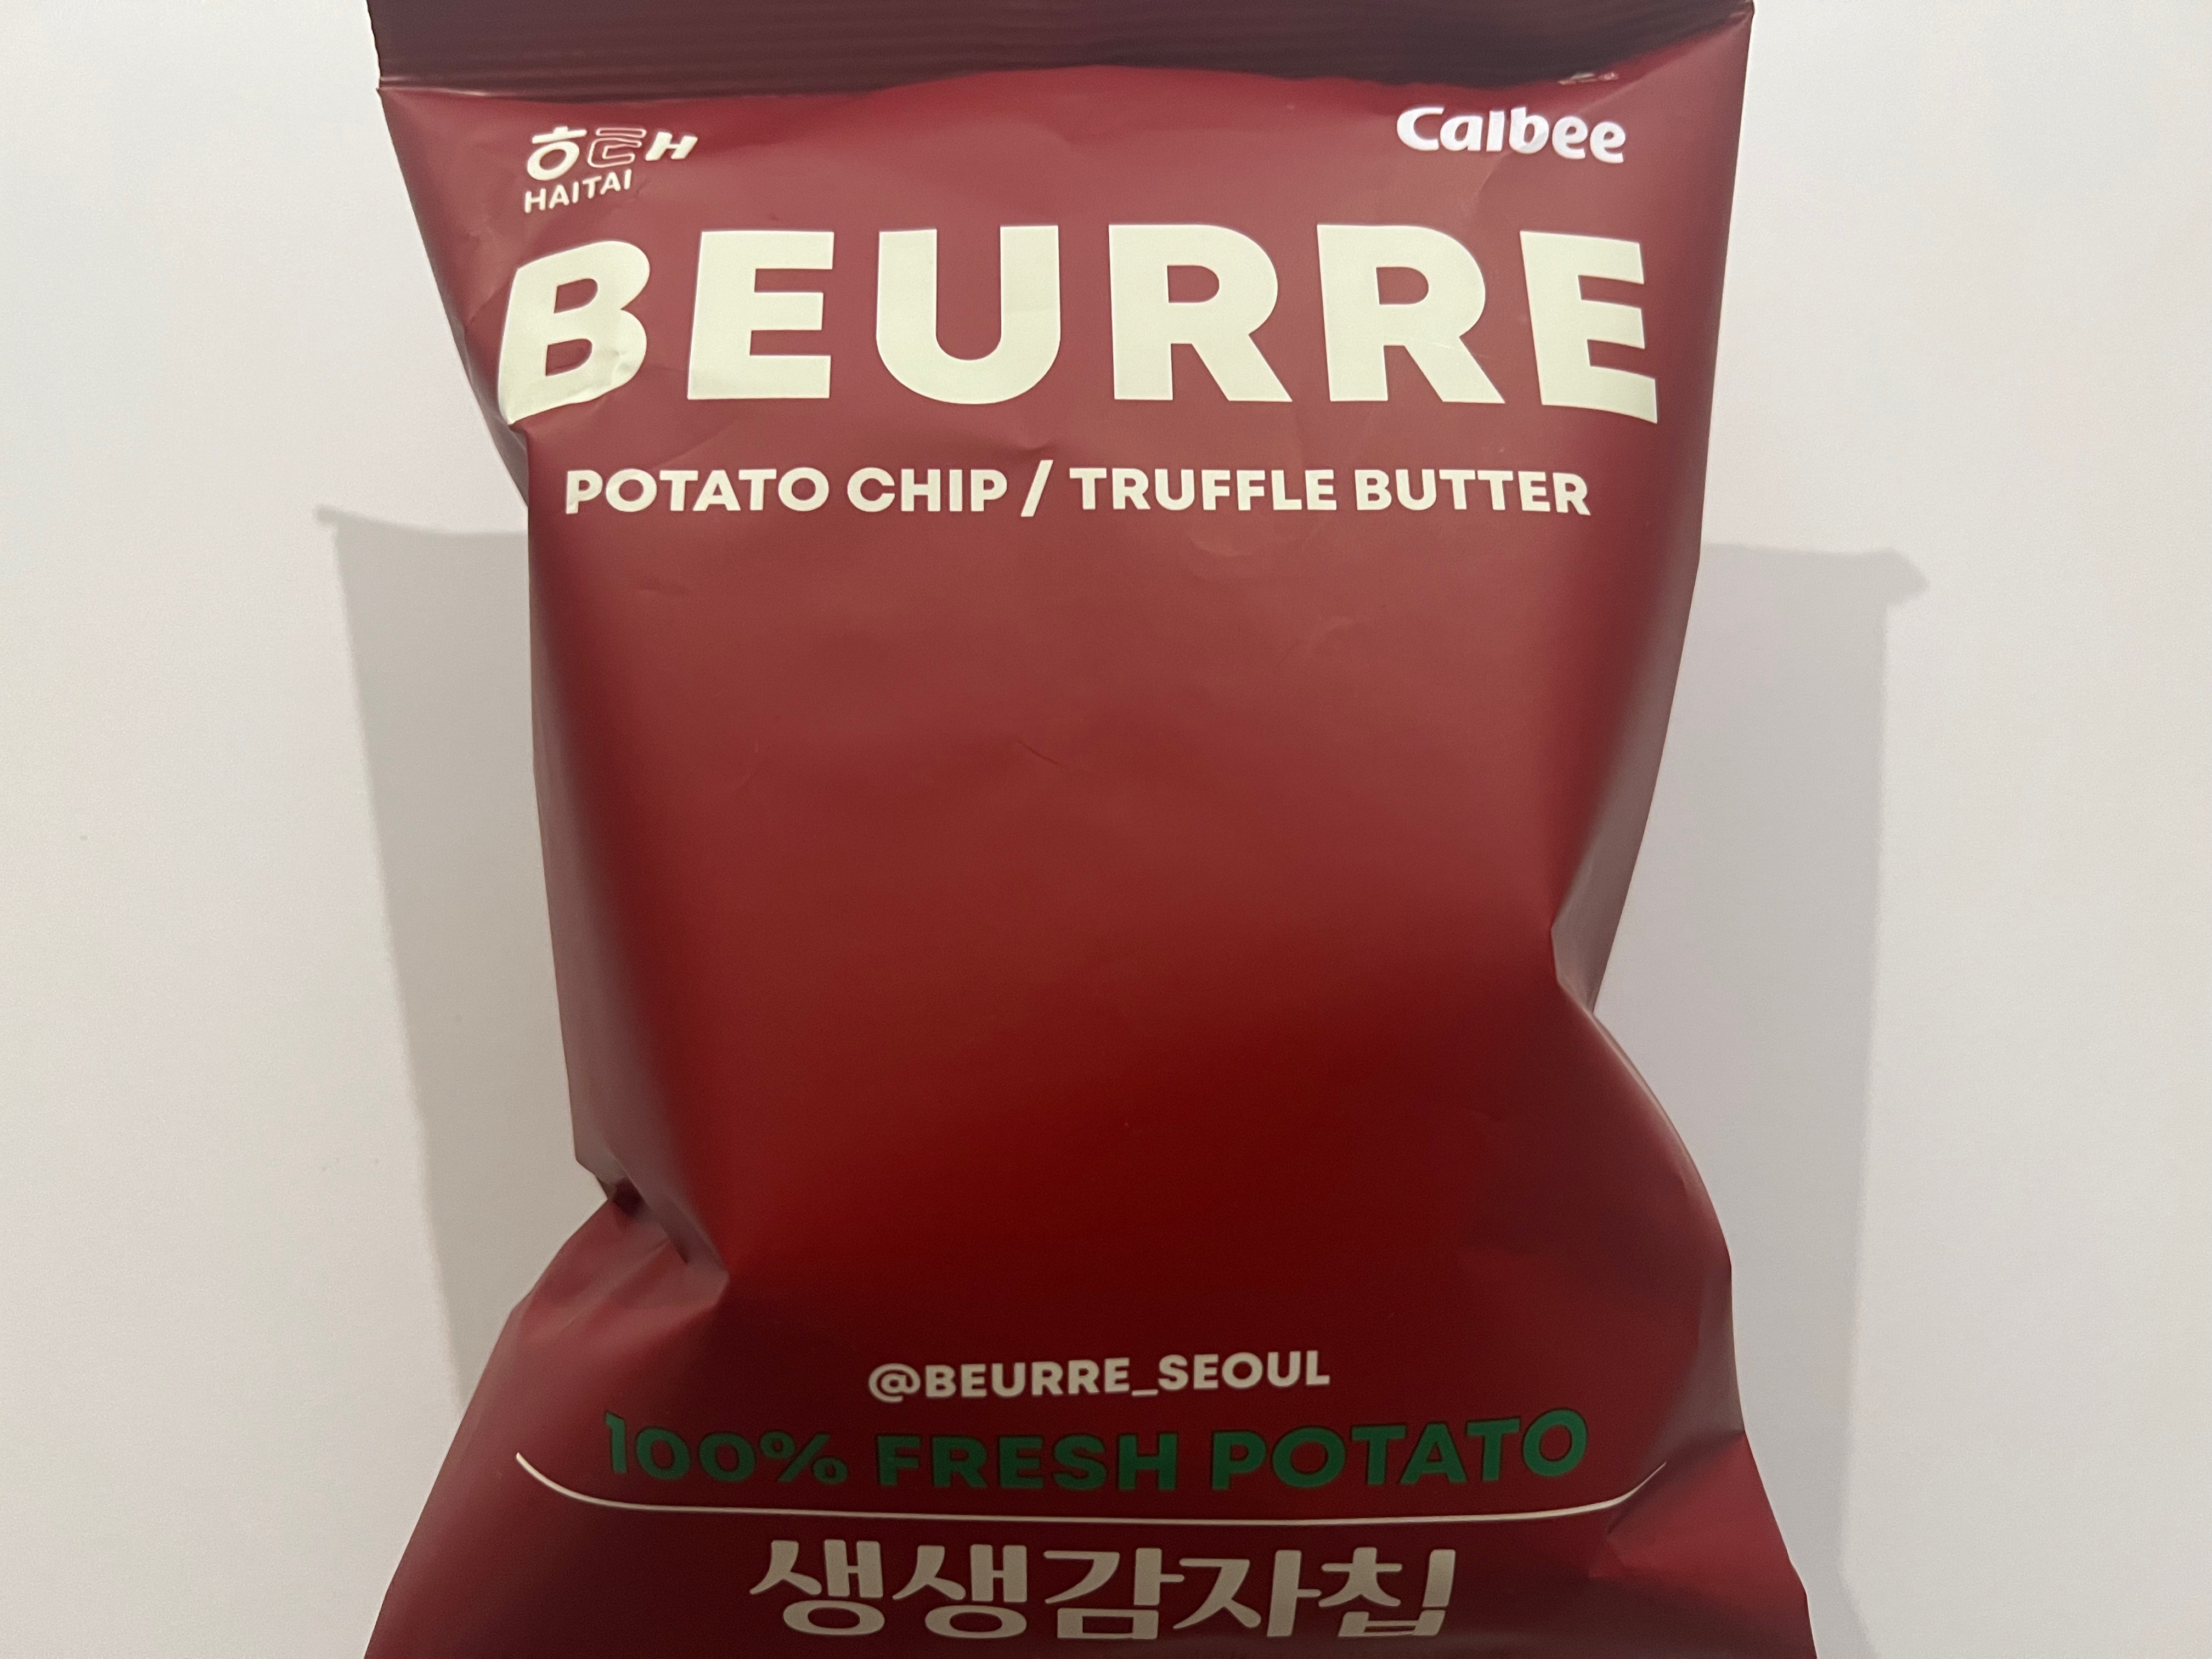 해태
HAITAI
Calbee
BEURRE
POTATO CHIP / TRUFFLE BUTTER
@BEURRE_SEOUL
100% FRESH POTATO
생생감자칩